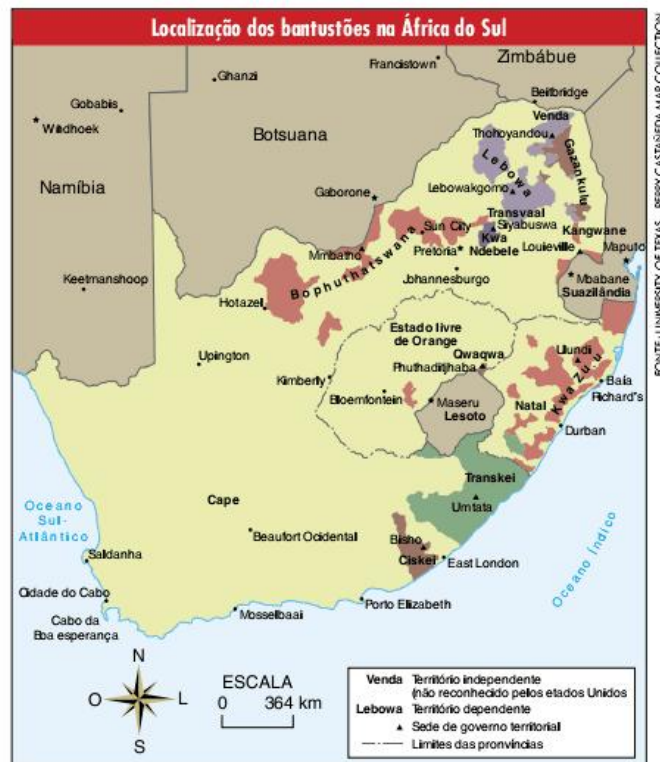 Localização dos bantustões na África do Sul
Zimbábue
Francistown
Ghanzi
Beitbridge
Gobabis
Windhoek
Venda
Thohoyandou
Botsuana
Gazankulu
Lebowa
Namíbia
Lebowakgomo
Gaborone
Transvaal
Sun City
Siyabuswa
Kangwane
Kwa
Ndebele
Mmbatho
Pretoria
Louieville
Maputo
Bophuthatswana
Mbabane
Suazilândia
Keetmanshoop
Johannesburgo
Hotazel
Estado livre
de Orange
Ulundi
Upington
Qwaqwa
Phuthaditjhaba
Kimberly
KwaZulu
Baía
Richard's
Bloemfontein
Maseru
Natal
Lesoto
Durban
Transkei
Oceano
Sul-
Atlântico
Cape
Umtata
Oceano Índico
Beaufort Ocidental
Bisho
Ciskei
East London
Saldanha
Cidade do Cabo
Porto Elizabeth
Cabo da
Boa esperança
Mosselbaai
N
O
L
S
ESCALA
0 364 km
Venda Território independente
(não reconhecido pelos etados Unidos
Lebowa Território dependente
Sede de governo territorial
Limites das pronvíncias
FONTE: UNIVERSITY OF TEXAS - PERRY CASTAÑEDA MAP COLLECTION